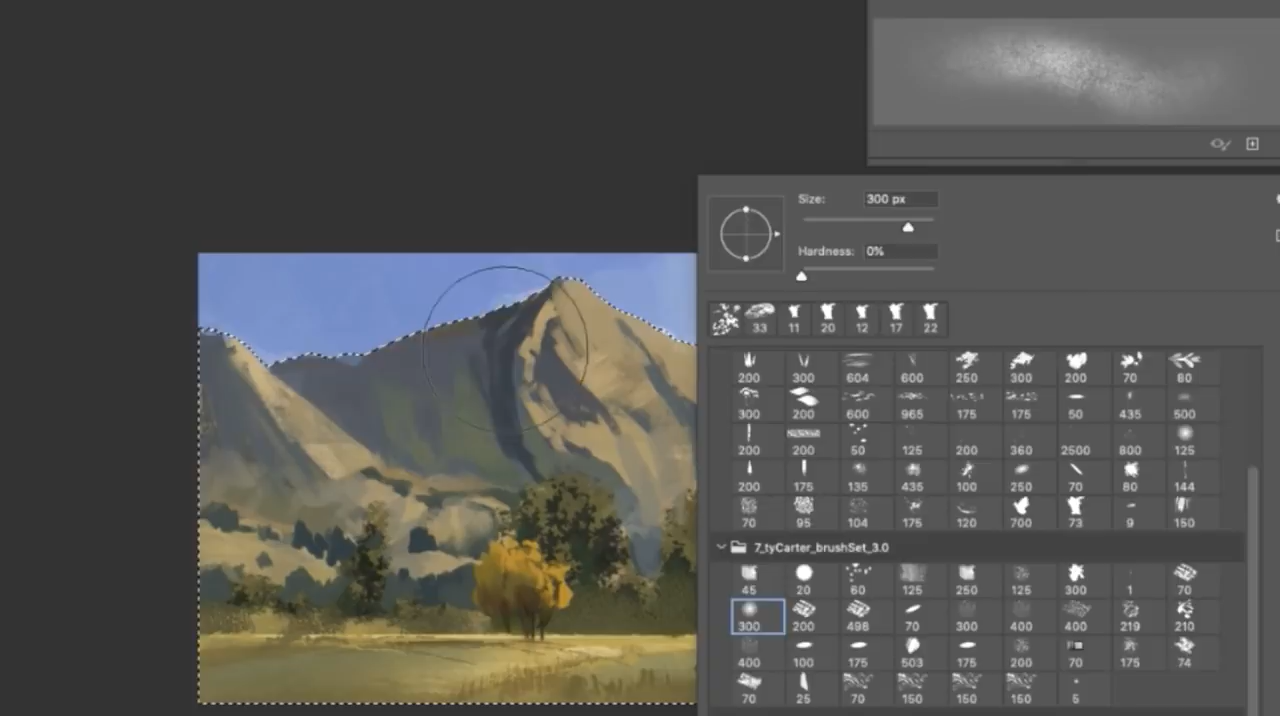 Size: 300 px
Hardness: 0%
33 11 20 12 17 22
200 300 604 600 250 300 200 70 80
300 200 600 965 175 175 50 435 500
200 200 50 125 200 360 2500 800 125
200 175 135 435 100 250 70 80 144
70 95 104 175 120 700 73 9 150
7_tyCarter_brushSet_3.0
45 20 60 125 250 125 300 1 70
300 200 498 70 300 400 400 219 210
400 100 175 503 175 200 70 175 74
70 25 70 150 150 150 5